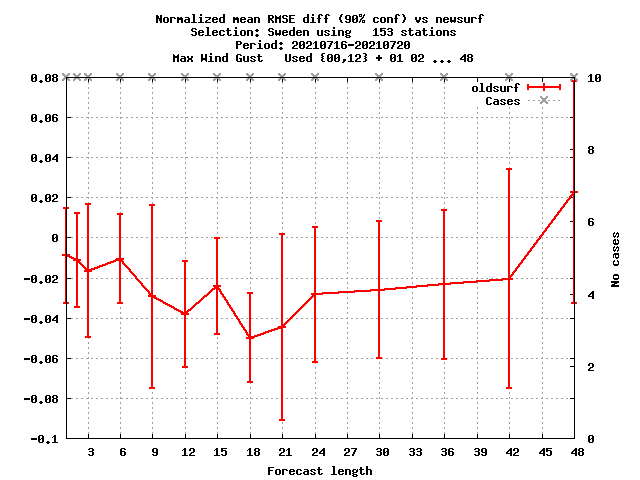 Normalized mean RMSE diff (90% conf) vs newsurf
Selection: Sweden using   153 stations
Period: 20210716-20210720
Max Wind Gust   Used {00,12} + 01 02 ... 48
oldsurf
Cases
0.08
0.06
0.04
0.02
0
-0.02
-0.04
-0.06
-0.08
-0.1
10
8
6
4
2
0
No cases
3 6 9 12 15 18 21 24 27 30 33 36 39 42 45 48
Forecast length